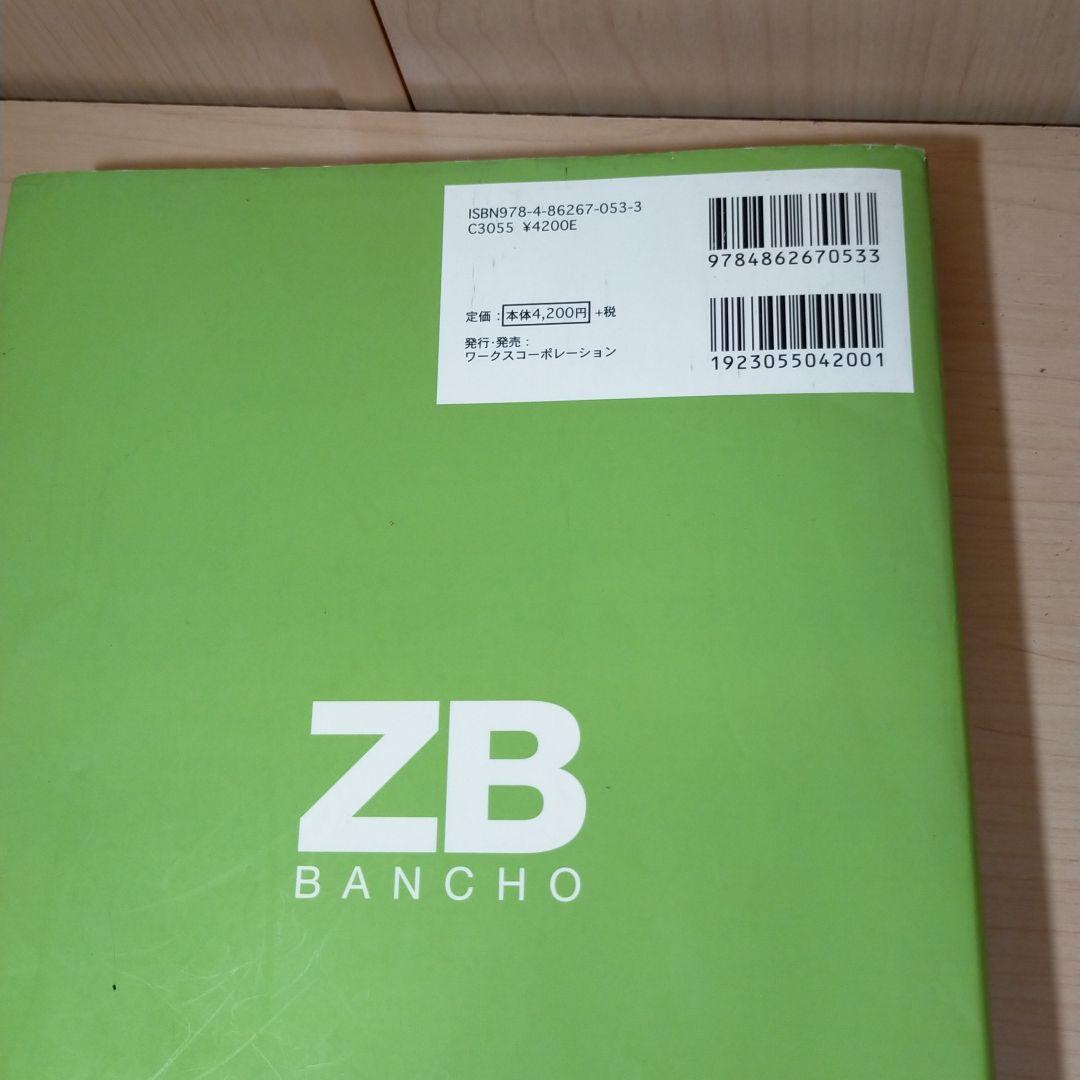 ISBN978-4-86267-053-3
C3055 ¥4200E
9784862670533
定価：本体4,200円 +税
発行・発売：
ワークスコーポレーション
1923055042001
ZB
BANCHO